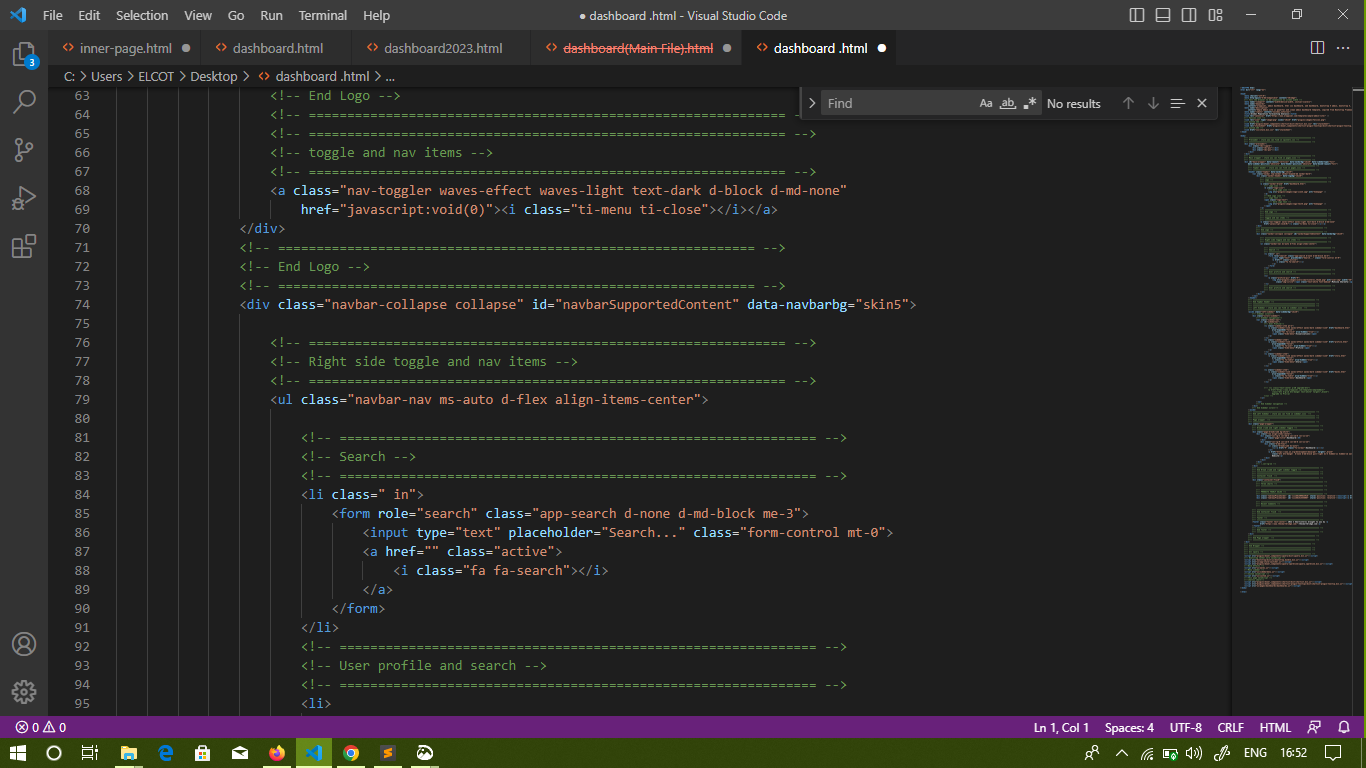 File Edit Selection View Go Run Terminal Help ● dashboard .html - Visual Studio Code
inner-page.html dashboard.html dashboard2023.html dashboard(Main File).html dashboard .html
C: > Users > ELCOT > Desktop > dashboard .html > ...
Find Aa ab No results
3
63 <!-- End Logo -->
64 <!-- ============================================================== -->
65 <!-- ============================================================== -->
66 <!-- toggle and nav items -->
67 <!-- ============================================================== -->
68 <a class="nav-toggler waves-effect waves-light text-dark d-block d-md-none"
69 href="javascript:void(0)"><i class="ti-menu ti-close"></i></a>
70 </div>
71 <!-- ============================================================== -->
72 <!-- End Logo -->
73 <!-- ============================================================== -->
74 <div class="navbar-collapse collapse" id="navbarSupportedContent" data-navbarbg="skin5">
75
76 <!-- ============================================================== -->
77 <!-- Right side toggle and nav items -->
78 <!-- ============================================================== -->
79 <ul class="navbar-nav ms-auto d-flex align-items-center">
80
81 <!-- ============================================================== -->
82 <!-- Search -->
83 <!-- ============================================================== -->
84 <li class=" in">
85 <form role="search" class="app-search d-none d-md-block me-3">
86 <input type="text" placeholder="Search..." class="form-control mt-0">
87 <a href="" class="active">
88 <i class="fa fa-search"></i>
89 </a>
90 </form>
91 </li>
92 <!-- ============================================================== -->
93 <!-- User profile and search -->
94 <!-- ============================================================== -->
95 <li>
0 0 Ln 1, Col 1 Spaces: 4 UTF-8 CRLF HTML
ENG 16:52